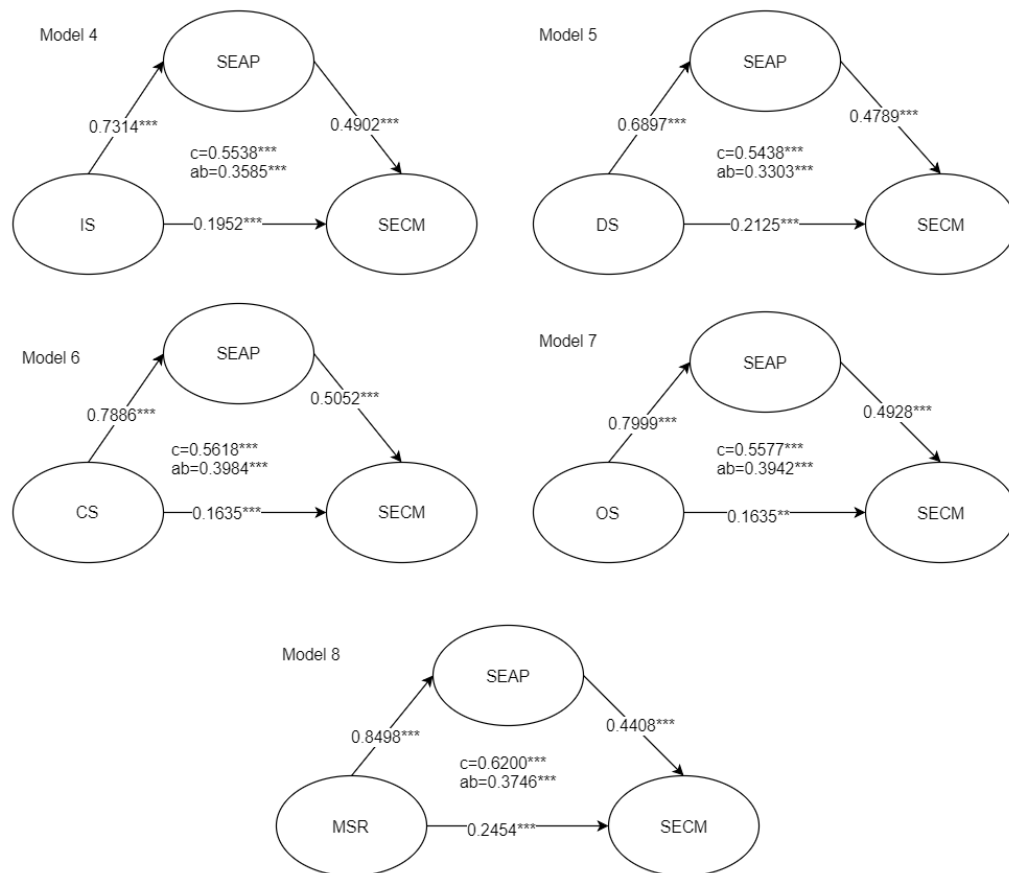 Model 4
SEAP
0.7314***
0.4902***
c=0.5538***
ab=0.3585***
IS
0.1952***
SECM
Model 5
SEAP
0.6897***
0.4789***
c=0.5438***
ab=0.3303***
DS
0.2125***
SECM
Model 6
SEAP
0.7886***
0.5052***
c=0.5618***
ab=0.3984***
CS
0.1635***
SECM
Model 7
SEAP
0.7999***
0.4928***
c=0.5577***
ab=0.3942***
OS
0.1635**
SECM
Model 8
SEAP
0.8498***
0.4408***
c=0.6200***
ab=0.3746***
MSR
0.2454***
SECM